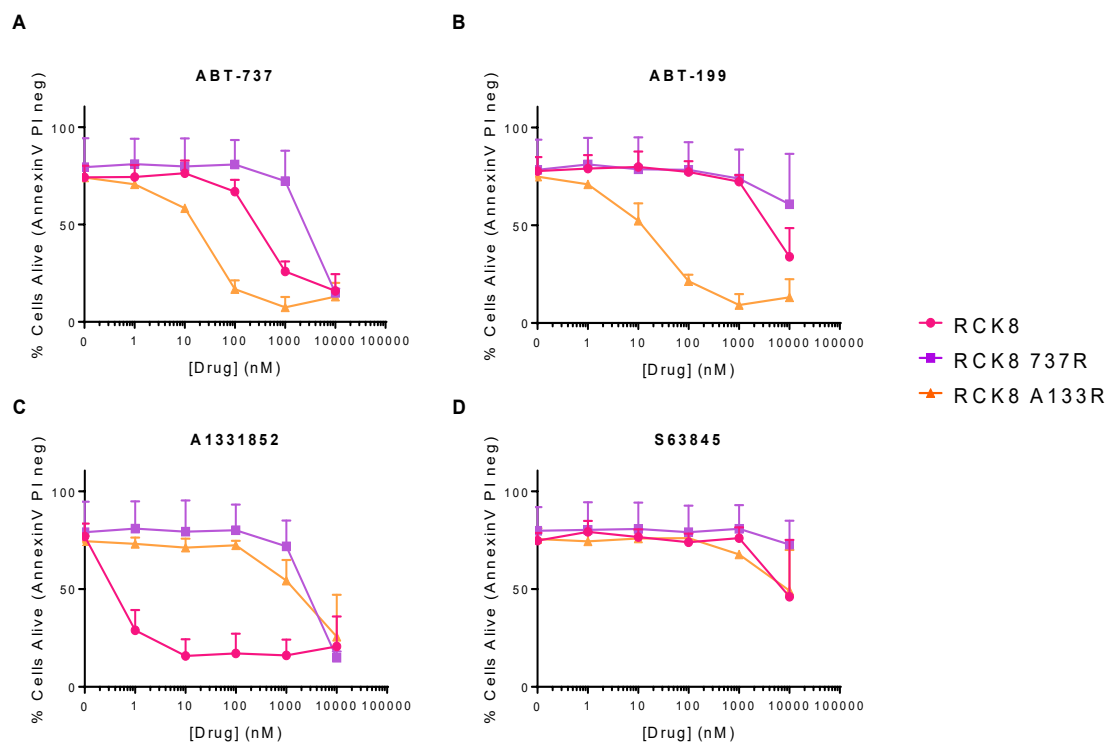 A
ABT-737
% Cells Alive (AnnexinV PI neg)
100
50
0
0 1 10 100 1000 10000 100000
[Drug] (nM)
B
ABT-199
% Cells Alive (AnnexinV PI neg)
100
50
0
0 1 10 100 1000 10000 100000
[Drug] (nM)
RCK8
RCK8 737R
RCK8 A133R
C
A1331852
% Cells Alive (AnnexinV PI neg)
100
50
0
0 1 10 100 1000 10000 100000
[Drug] (nM)
D
S63845
% Cells Alive (AnnexinV PI neg)
100
50
0
0 1 10 100 1000 10000 100000
[Drug] (nM)